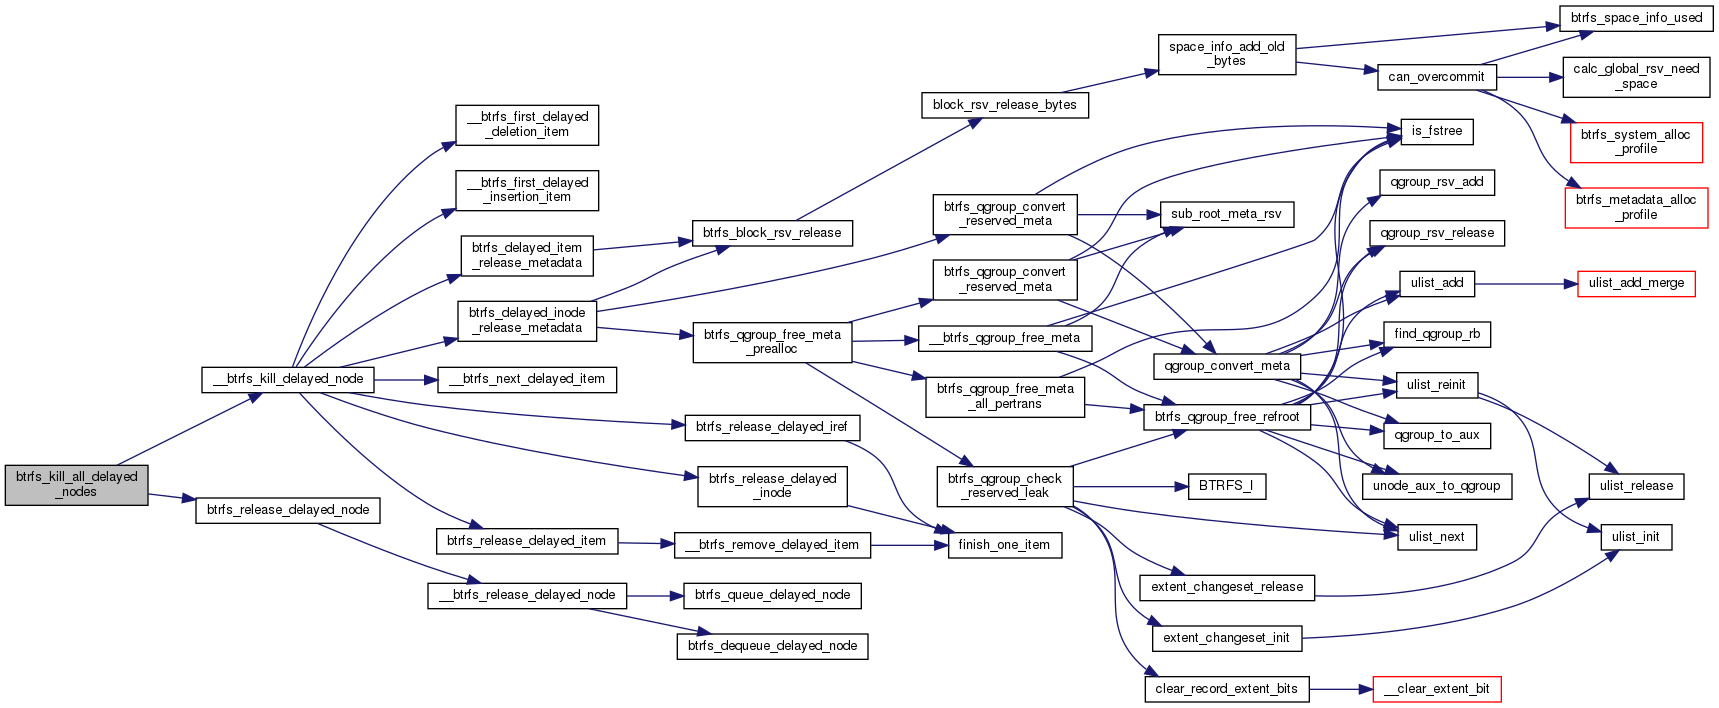 btrfs_kill_all_delayed
_nodes
__btrfs_kill_delayed_node
btrfs_release_delayed_node
__btrfs_first_delayed
_deletion_item
__btrfs_first_delayed
_insertion_item
btrfs_delayed_item
_release_metadata
btrfs_delayed_inode
_release_metadata
__btrfs_next_delayed_item
btrfs_release_delayed_item
__btrfs_release_delayed_node
btrfs_block_rsv_release
btrfs_qgroup_free_meta
_prealloc
btrfs_release_delayed_iref
btrfs_release_delayed
_inode
__btrfs_remove_delayed_item
btrfs_queue_delayed_node
btrfs_dequeue_delayed_node
block_rsv_release_bytes
btrfs_qgroup_convert
_reserved_meta
btrfs_qgroup_convert
_reserved_meta
__btrfs_qgroup_free_meta
btrfs_qgroup_free_meta
_all_pertrans
btrfs_qgroup_check
_reserved_leak
finish_one_item
space_info_add_old
_bytes
sub_root_meta_rsv
qgroup_convert_meta
btrfs_qgroup_free_refroot
BTRFS_I
extent_changeset_release
extent_changeset_init
clear_record_extent_bits
can_overcommit
is_fstree
qgroup_rsv_add
qgroup_rsv_release
ulist_add
find_qgroup_rb
ulist_reinit
qgroup_to_aux
unode_aux_to_qgroup
ulist_next
__clear_extent_bit
btrfs_space_info_used
calc_global_rsv_need
_space
btrfs_system_alloc
_profile
btrfs_metadata_alloc
_profile
ulist_add_merge
ulist_release
ulist_init